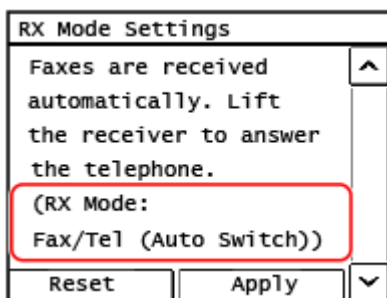 RX Mode Settings
Faxes are received
automatically. Lift
the receiver to answer
the telephone.
(RX Mode:
Fax/Tel (Auto Switch))
Reset
Apply